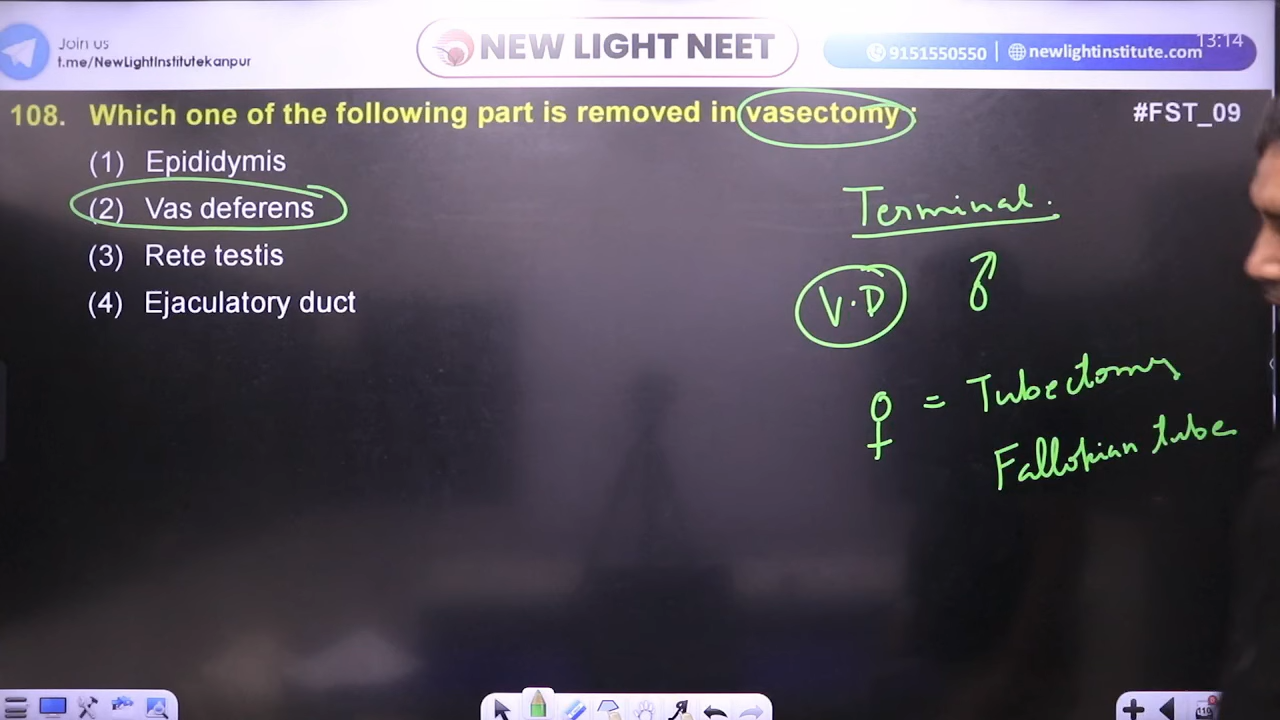 Join us
t.me/NewLightInstitutekanpur
NEW LIGHT NEET
9151550550 | newlightinstitute.com
13:14
108. Which one of the following part is removed in vasectomy :
#FST_09
(1) Epididymis
(2) Vas deferens
(3) Rete testis
(4) Ejaculatory duct
Terminal.
V.D ♂
♀ = Tubectomy
Fallopian tube